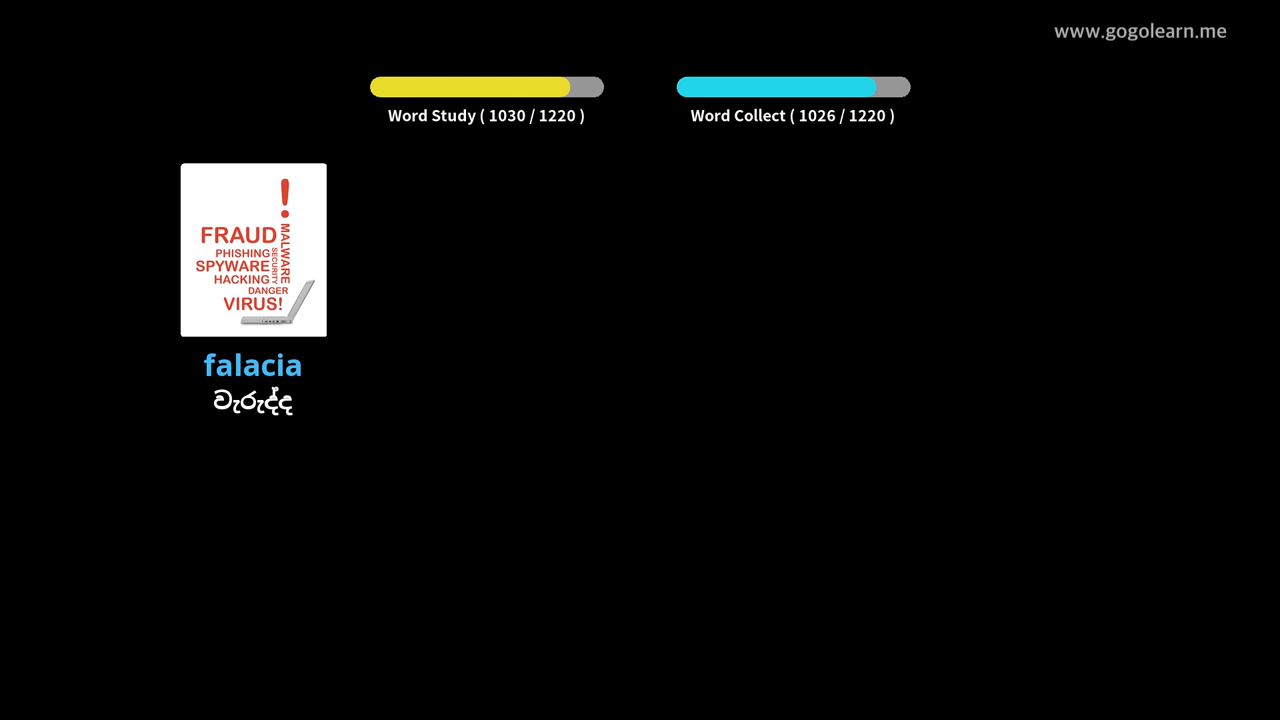 www.gogolearn.me
Word Study ( 1030 / 1220 )
Word Collect ( 1026 / 1220 )
!
FRAUD
MALWARE
PHISHING
SECURITY
SPYWARE
HACKING
DANGER
VIRUS!
falacia
වැරුද්ද